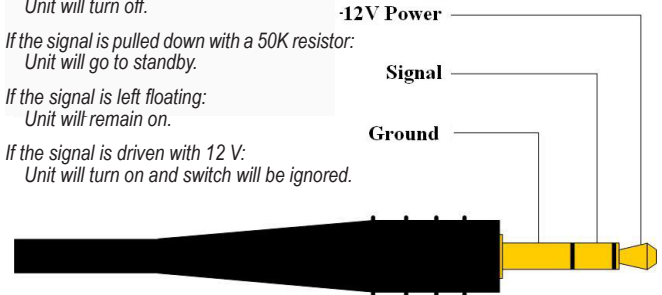 Unit will turn off.
If the signal is pulled down with a 50K resistor:
Unit will go to standby.
If the signal is left floating:
Unit will remain on.
If the signal is driven with 12 V:
Unit will turn on and switch will be ignored.
-12V Power
Signal
Ground